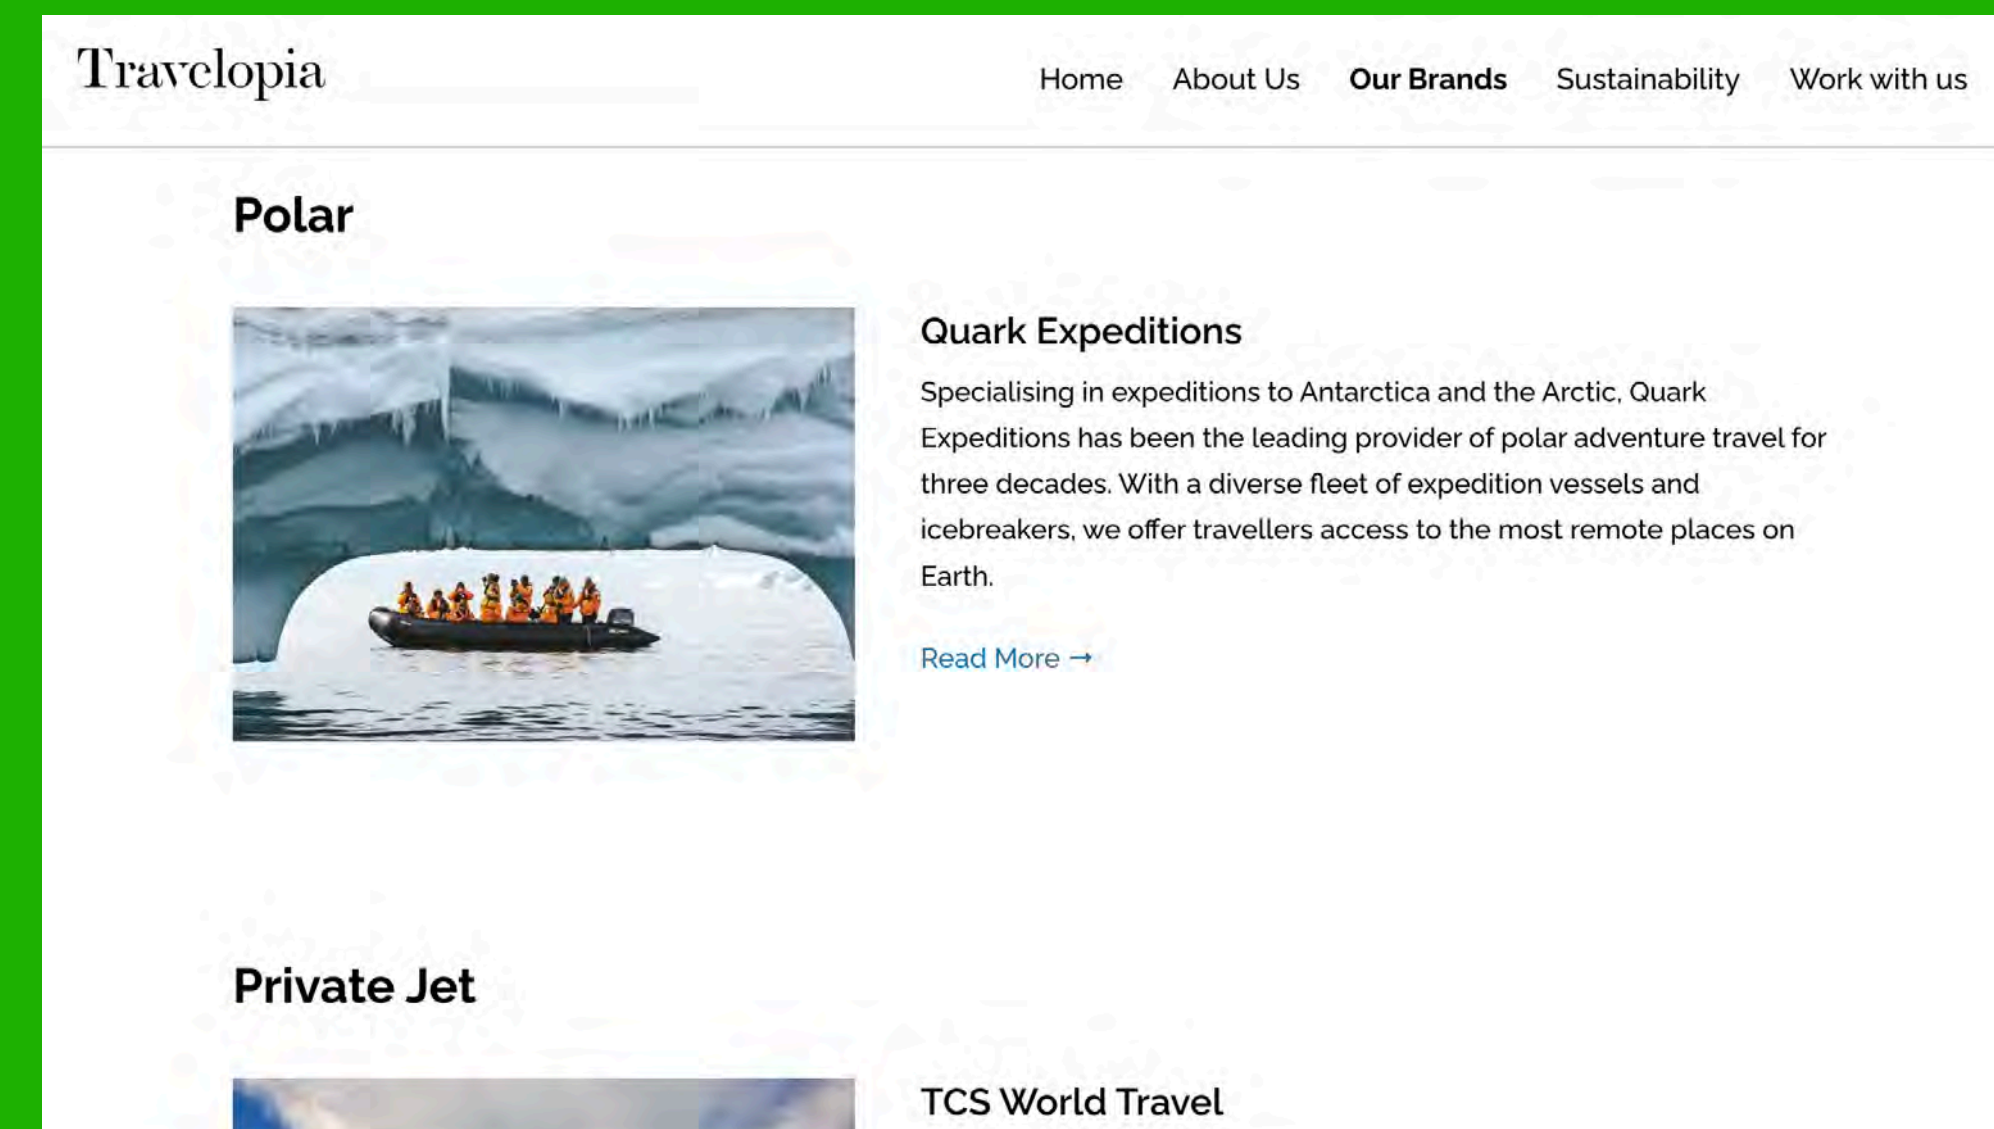 Travelopia
Home About Us Our Brands Sustainability Work with us
Polar
Quark Expeditions
Specialising in expeditions to Antarctica and the Arctic, Quark
Expeditions has been the leading provider of polar adventure travel for
three decades. With a diverse fleet of expedition vessels and
icebreakers, we offer travellers access to the most remote places on
Earth.
Read More →
Private Jet
TCS World Travel